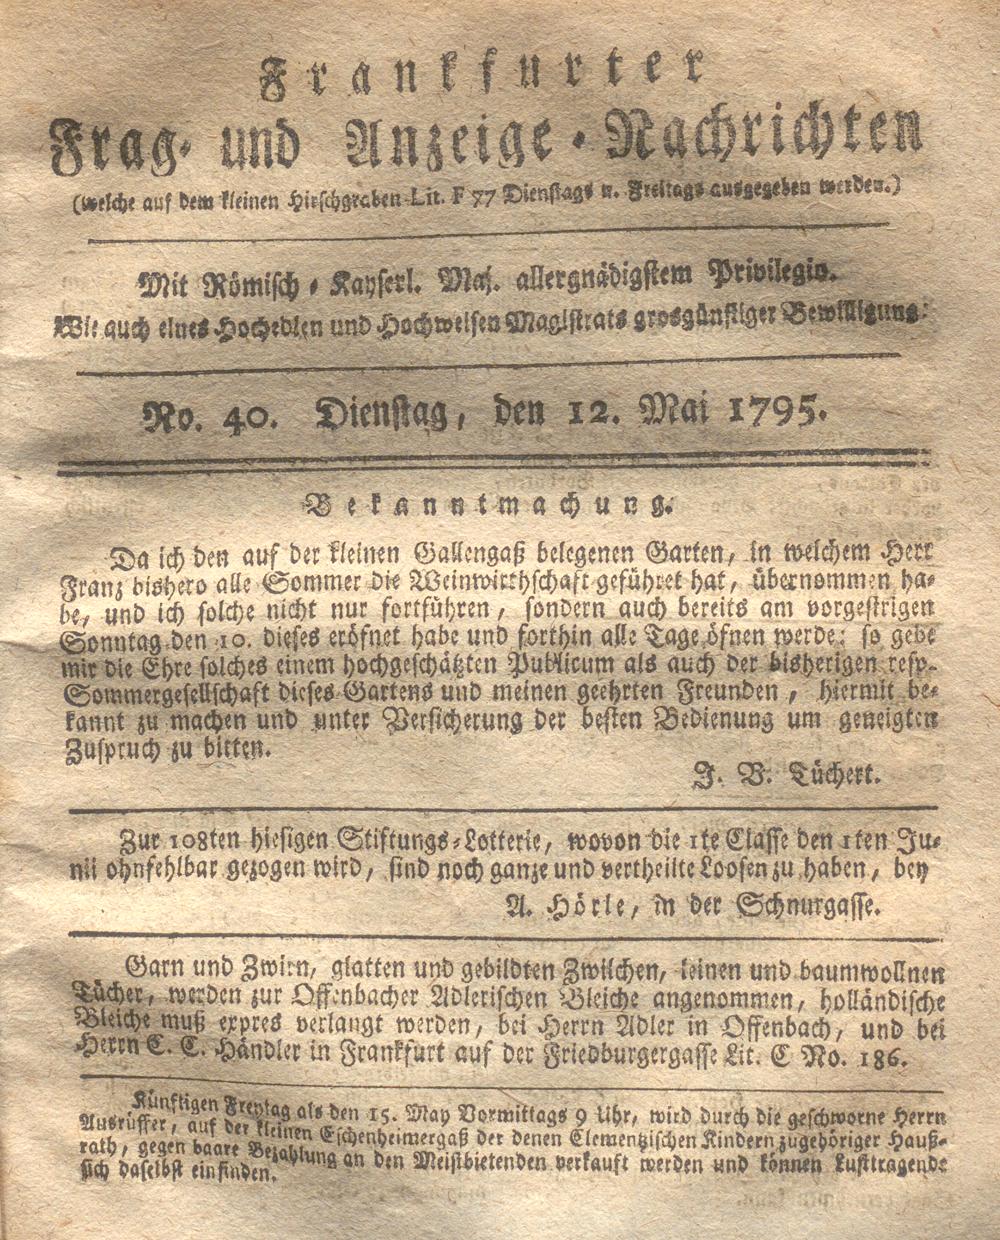 Frankfurter
Frag- und Anzeige-Nachrichten
(welche auf dem kleinen Hirschgraben Lit. F 77 Dienstags u. Freitags ausgegeben werden.)
Mit Römisch-Kayserl. Maj. allergnädigstem Privilegio.
Wie auch eines Hochedlen und Hochweisen Magistrats grosgünstiger Bewilligung:
No. 40. Dienstag, den 12. Mai 1795.
Bekanntmachung.
Da ich den auf der kleinen Gallengaß belegenen Garten, in welchem Herr
Franz bishero alle Sommer die Weinwirthschaft geführet hat, übernommen ha-
be, und ich solche nicht nur fortführen, sondern auch bereits am vorgestrigen
Sonntag den 10. dieses eröfnet habe und forthin alle Tage öfnen werde: so gebe
mir die Ehre solches einem hochgeschätzten Publicum als auch der bisherigen resp.
Sommergesellschaft dieses Gartens und meinen geehrten Freunden, hiermit be-
kannt zu machen und unter Versicherung der besten Bedienung um geneigten
Zuspruch zu bitten.
J. B. Tüchert.
Zur 108ten hiesigen Stiftungs-Lotterie, wovon die 1te Classe den 1ten Ju-
nii ohnfehlbar gezogen wird, sind noch ganze und vertheilte Loosen zu haben, bey
A. Hörle, in der Schnurgasse.
Garn und Zwirn, glatten und gebildten Zwilchen, leinen und baumwollnen
Tücher, werden zur Offenbacher Adlerischen Bleiche angenommen, holländische
Bleiche muß expres verlangt werden, bei Herrn Adler in Offenbach, und bei
Herrn C. C. Händler in Frankfurt auf der Friedburgergasse Lit. C No. 186.
Künftigen Freytag als den 15. May Vormittags 9 Uhr, wird durch die geschworne Herrn
Ausrüffer, auf der kleinen Eschenheimergaß der denen Clementzischen Kindern zugehöriger Hauß-
rath, gegen baare Bezahlung an den Meistbietenden verkauft werden und können Lusttragende
sich daselbst einfinden.